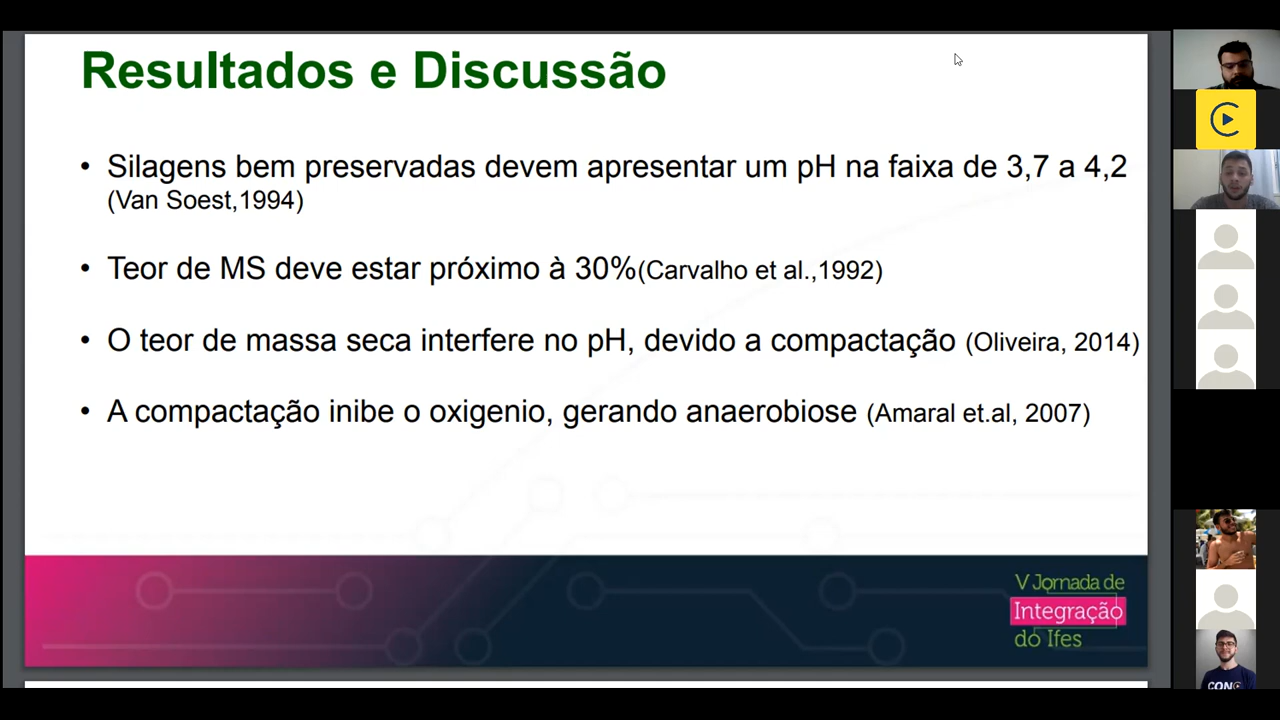 Resultados e Discussão
• Silagens bem preservadas devem apresentar um pH na faixa de 3,7 a 4,2
(Van Soest,1994)
• Teor de MS deve estar próximo à 30%(Carvalho et al.,1992)
• O teor de massa seca interfere no pH, devido a compactação (Oliveira, 2014)
• A compactação inibe o oxigenio, gerando anaerobiose (Amaral et.al, 2007)
V Jornada de
Integração
do Ifes